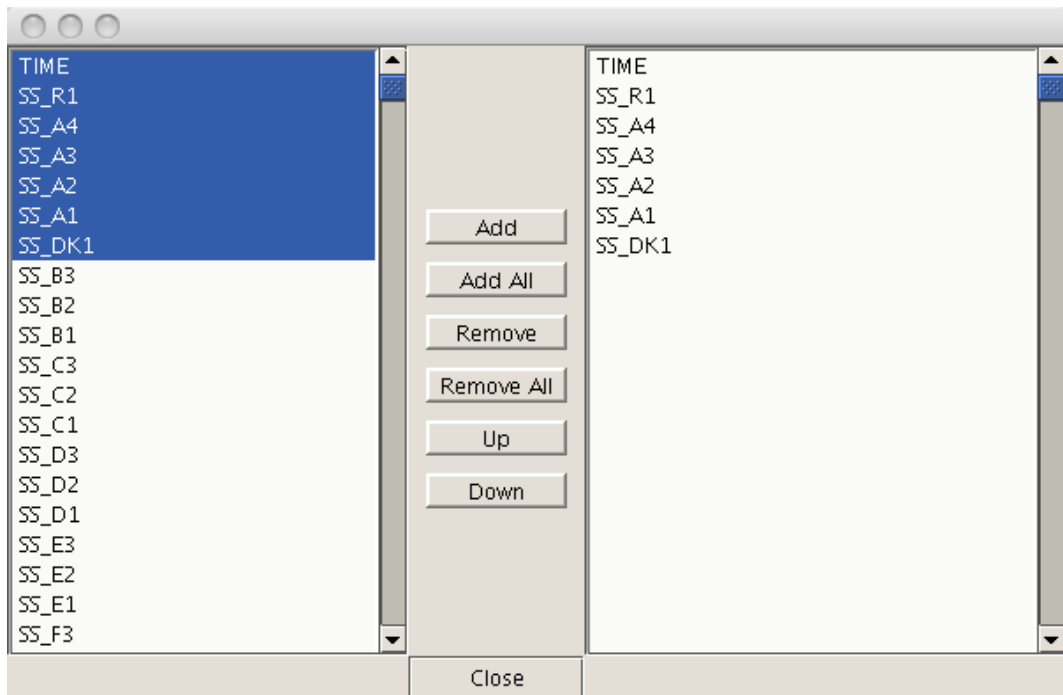 TIME
SS_R1
SS_A4
SS_A3
SS_A2
SS_A1
SS_DK1
SS_B3
SS_B2
SS_B1
SS_C3
SS_C2
SS_C1
SS_D3
SS_D2
SS_D1
SS_E3
SS_E2
SS_E1
SS_F3
Add
Add All
Remove
Remove All
Up
Down
TIME
SS_R1
SS_A4
SS_A3
SS_A2
SS_A1
SS_DK1
Close